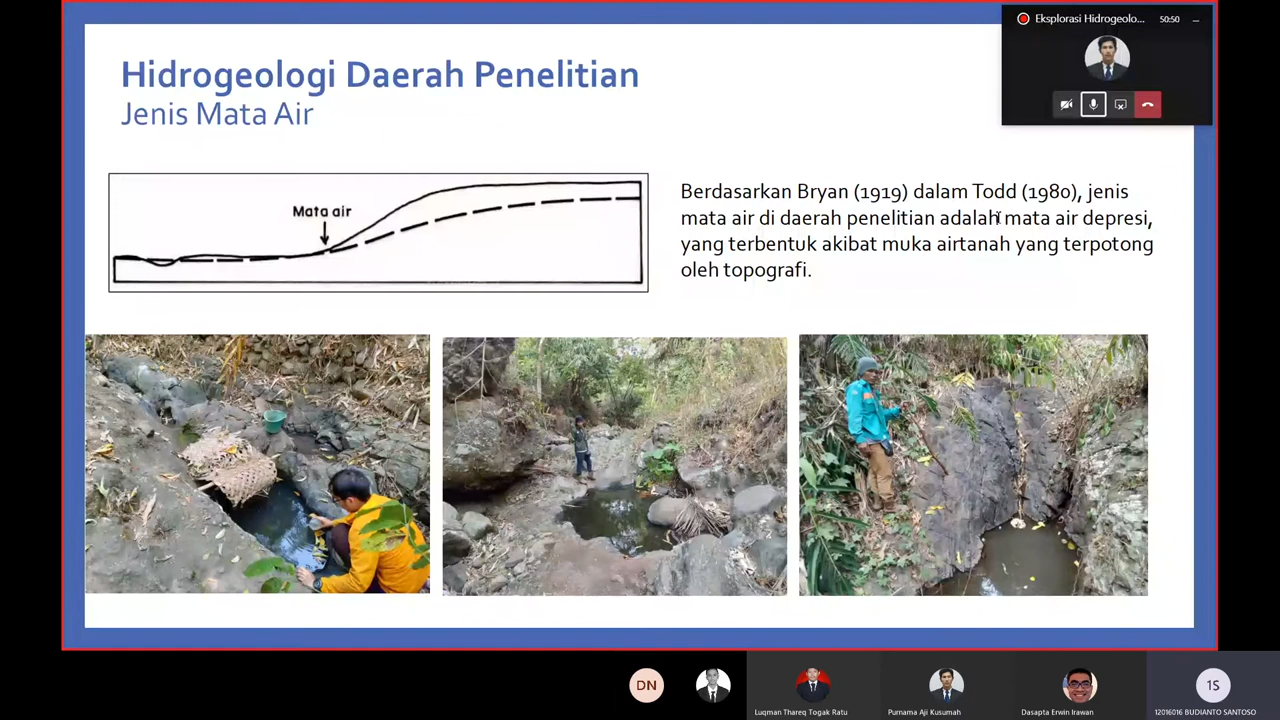 Hidrogeologi Daerah Penelitian
Jenis Mata Air
Eksplorasi Hidrogeolo...
50:50
Mata air
Berdasarkan Bryan (1919) dalam Todd (1980), jenis
mata air di daerah penelitian adalah mata air depresi,
yang terbentuk akibat muka airtanah yang terpotong
oleh topografi.
DN
1S
Luqman Thareq Togak Ratu
Purnama Aji Kusumah
Dasapta Erwin Irawan
12016016 BUDIANTO SANTOSO